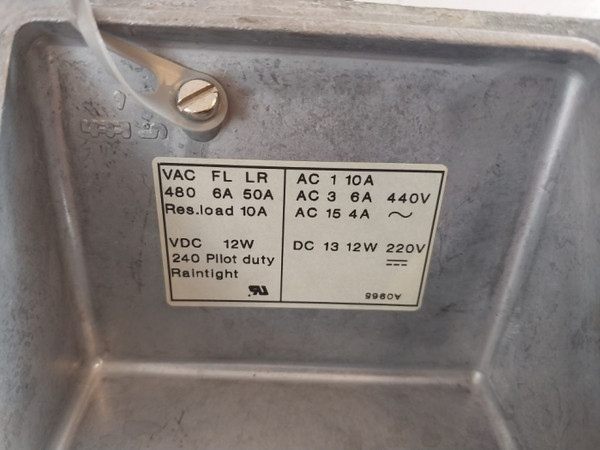 VAC FL LR
480 6A 50A
Res.load 10A
VDC 12W
240 Pilot duty
Raintight
AC 1 10A
AC 3 6A 440V
AC 15 4A ~
DC 13 12W 220V
A0966